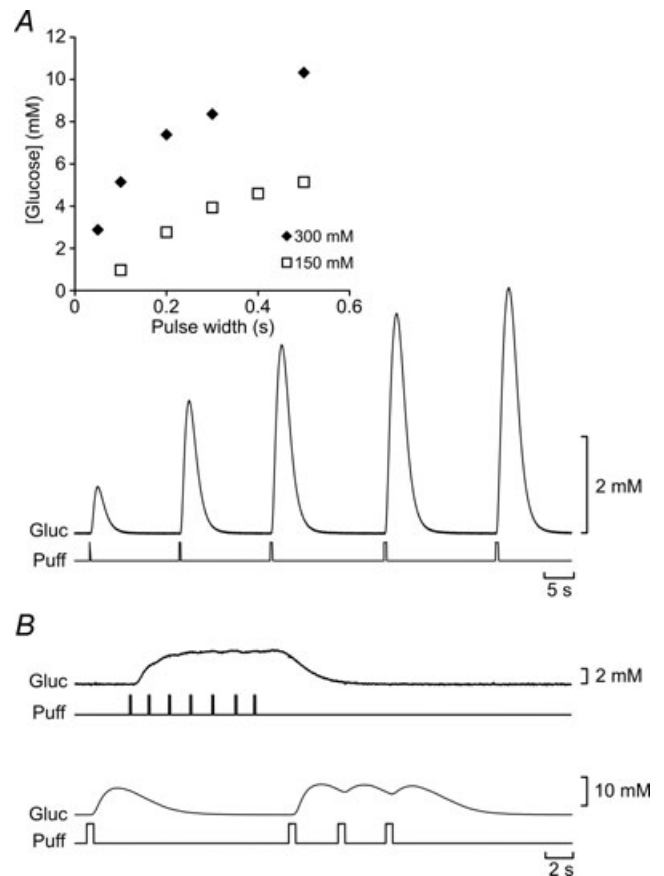 A
12
10
8
6
4
2
0
[Glucose] (mM)
300 mM
150 mM
0
0.2
0.4
0.6
Pulse width (s)
2 mM
Gluc
Puff
5 s
B
Gluc
2 mM
Puff
10 mM
Gluc
Puff
2 s